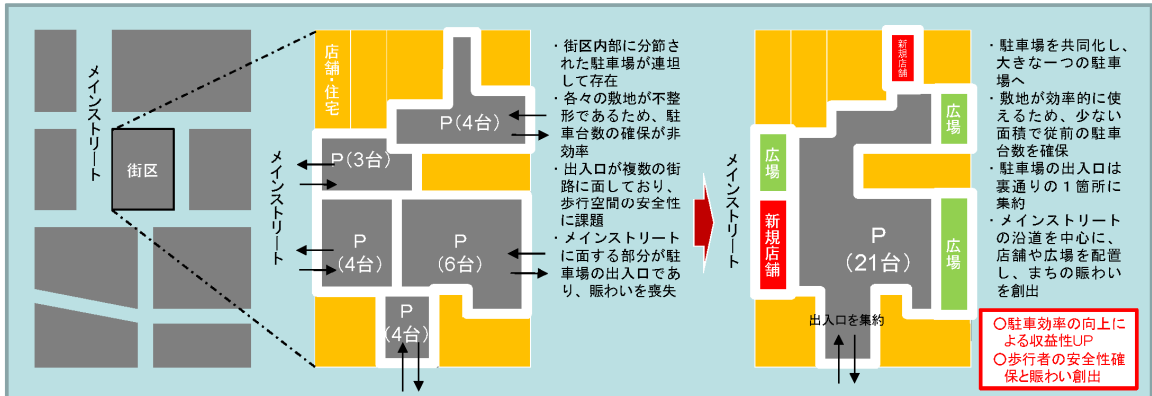 メインストリート
街区
店舗・住宅
P(4台)
P(3台)
メインストリート
P
(4台)
P
(6台)
P
(4台)
・街区内部に分節さ
れた駐車場が連坦
して存在
・各々の敷地が不整
形であるため、駐
車台数の確保が非
効率
・出入口が複数の街
路に面しており、
歩行空間の安全性
に課題
・メインストリート
に面する部分が駐
車場の出入口であ
り、賑わいを喪失
メインストリート
新規店舗
広場
広場
新規店舗
P
(21台)
広場
出入口を集約
・駐車場を共同化し、
大きな一つの駐車
場へ
・敷地が効率的に使
えるため、少ない
面積で従前の駐車
台数を確保
・駐車場の出入口は
裏通りの１箇所に
集約
・メインストリート
の沿道を中心に、
店舗や広場を配置
し、まちの賑わい
を創出
〇駐車効率の向上に
よる収益性UP
〇歩行者の安全性確
保と賑わい創出